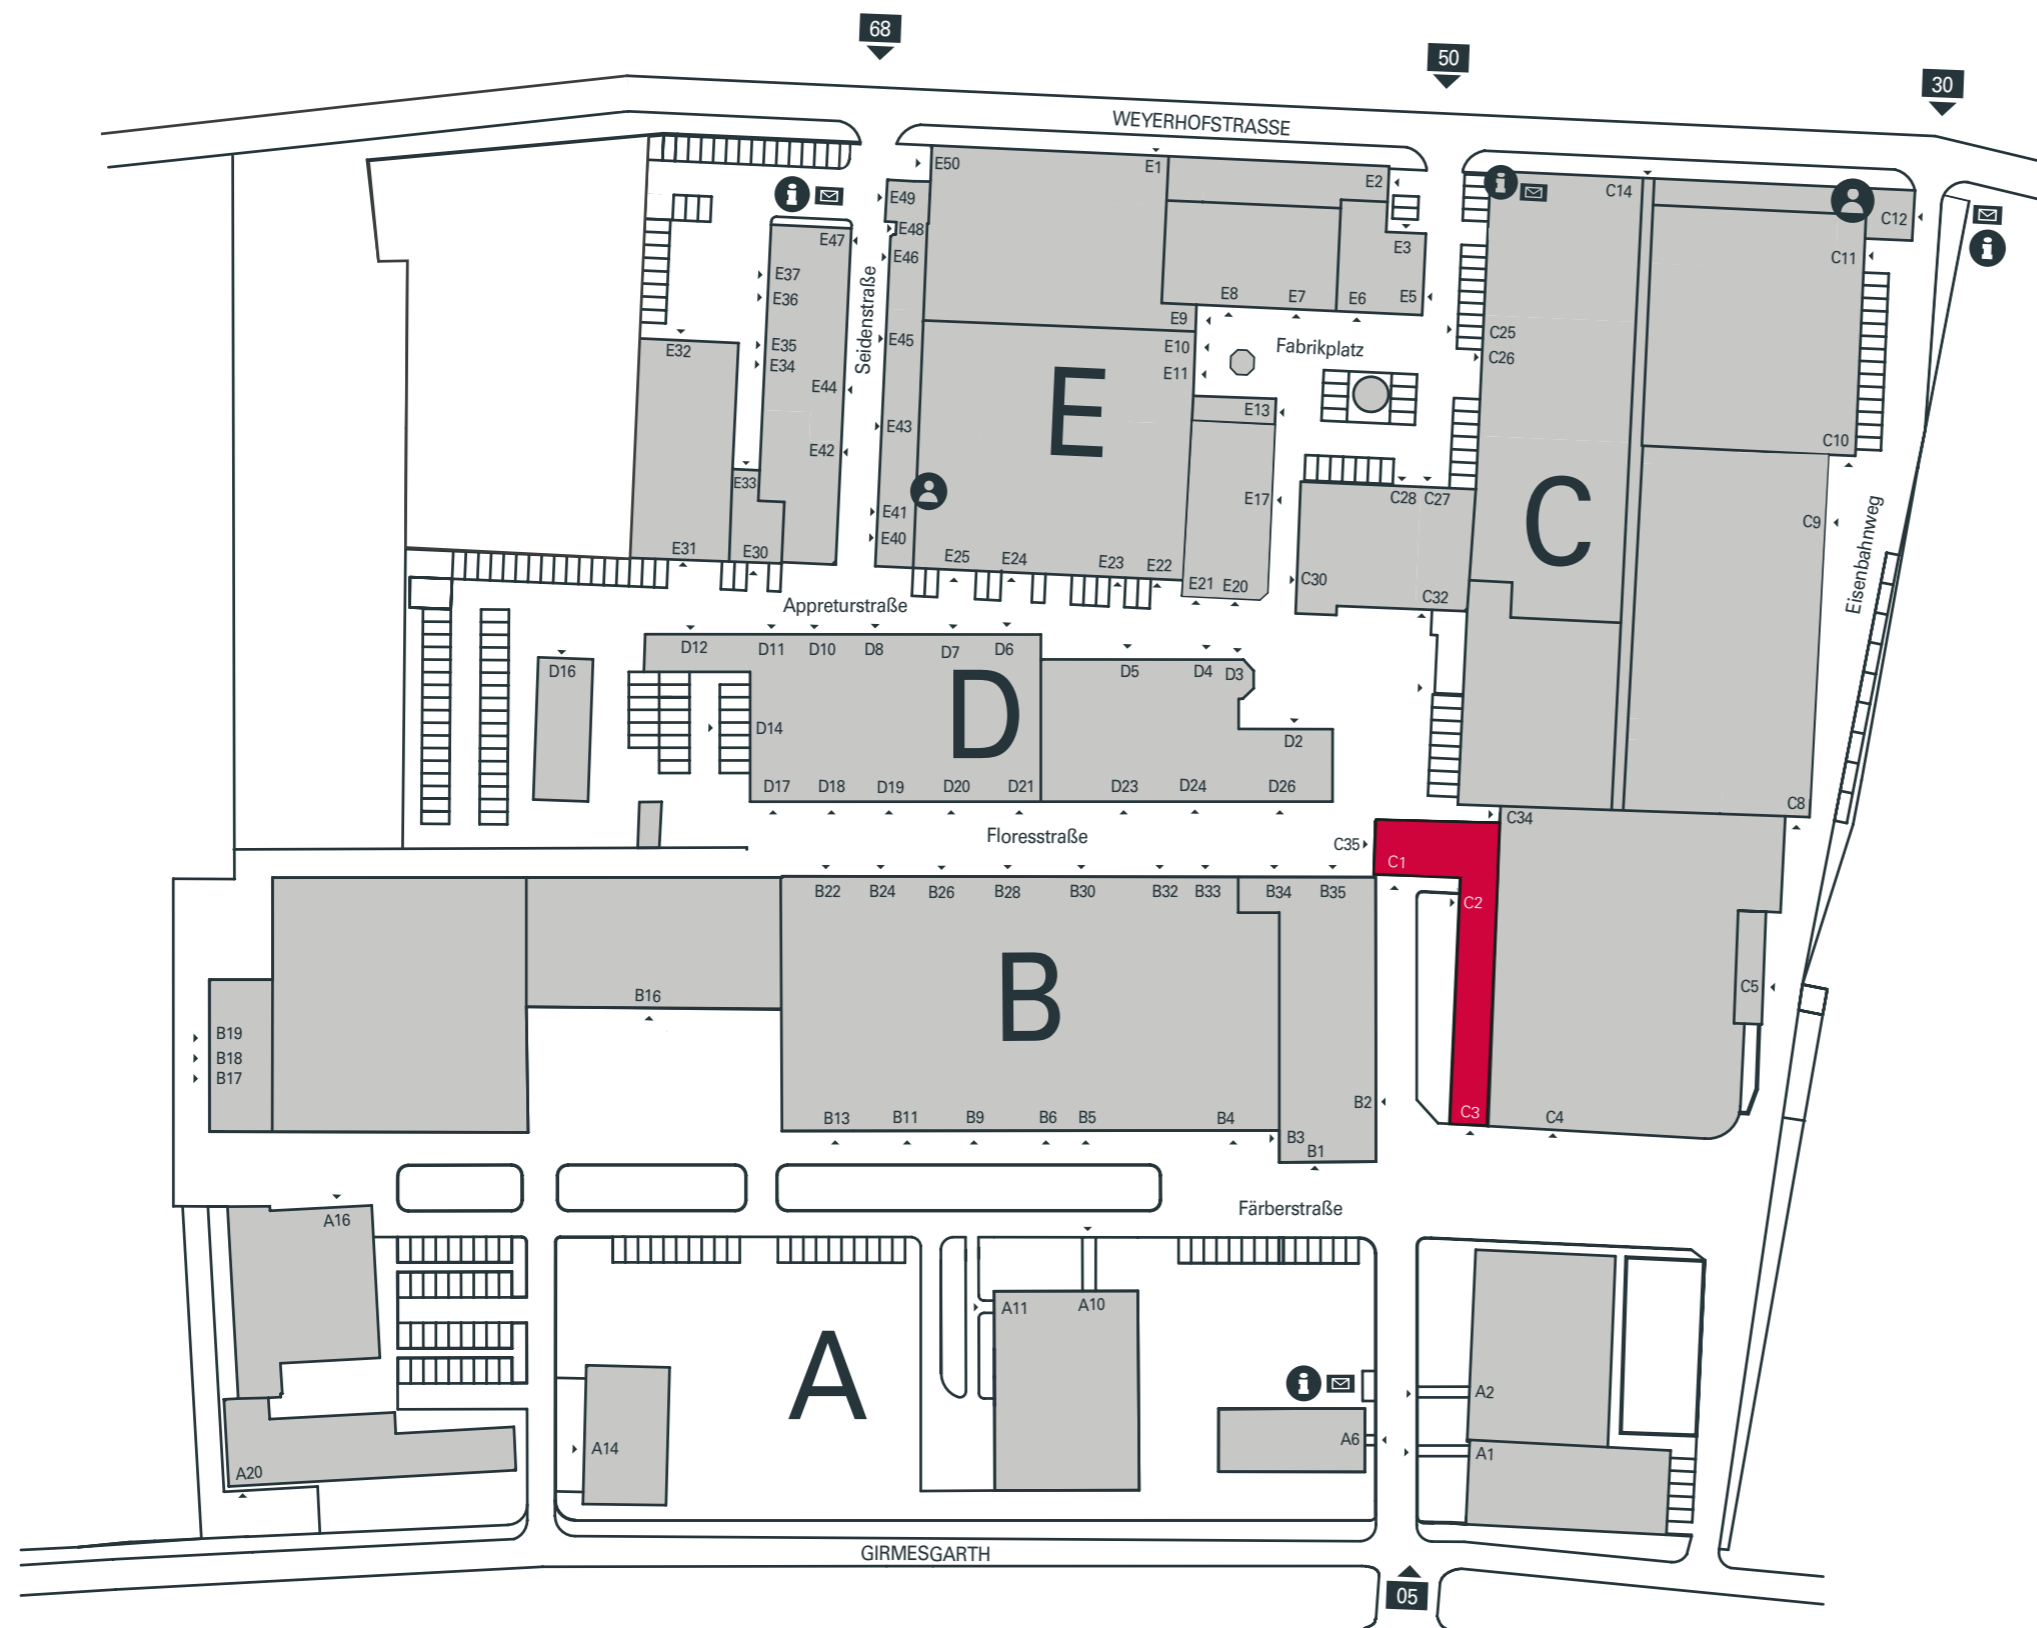 68
50
30
WEYERHOFSTRASSE
E50
E1
E2
C14
C12
E49
E48
E47
E46
E3
C11
E37
E36
Seidenstraße
E8
E7
E6
E5
E9
E45
E10
Fabrikplatz
C25
C26
E32
E35
E34
E11
E44
E
E13
E43
E42
C10
E33
E17
C28
C27
C
C9
E41
E40
E31
E30
E25
E24
E23
E22
E21
E20
C30
C32
Eisenbahnweg
Appreturstraße
D12
D11
D10
D8
D7
D6
D16
D5
D4
D3
D
D14
D2
D17
D18
D19
D20
D21
D23
D24
D26
C8
C34
Floresstraße
C35
C1
B22
B24
B26
B28
B30
B32
B33
B34
B35
C2
B
B16
C5
B19
B18
B17
B13
B11
B9
B6
B5
B4
B2
B3
B1
C3
C4
Färberstraße
A16
A11
A10
A
A2
A14
A6
A1
A20
GIRMESGARTH
05